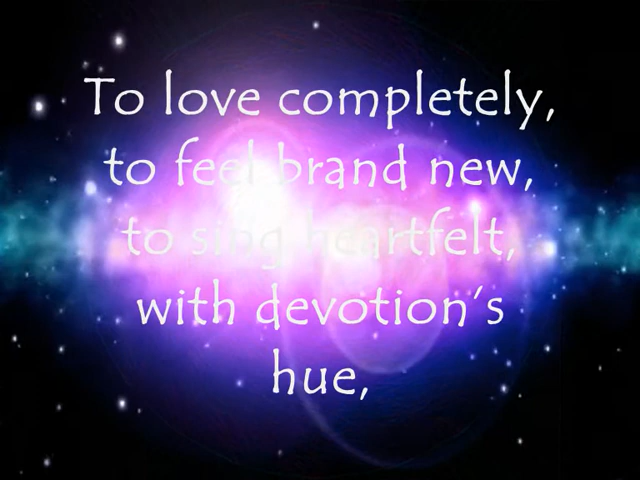 To love completely,
to feel brand new,
to sing heartfelt,
with devotion's
hue,